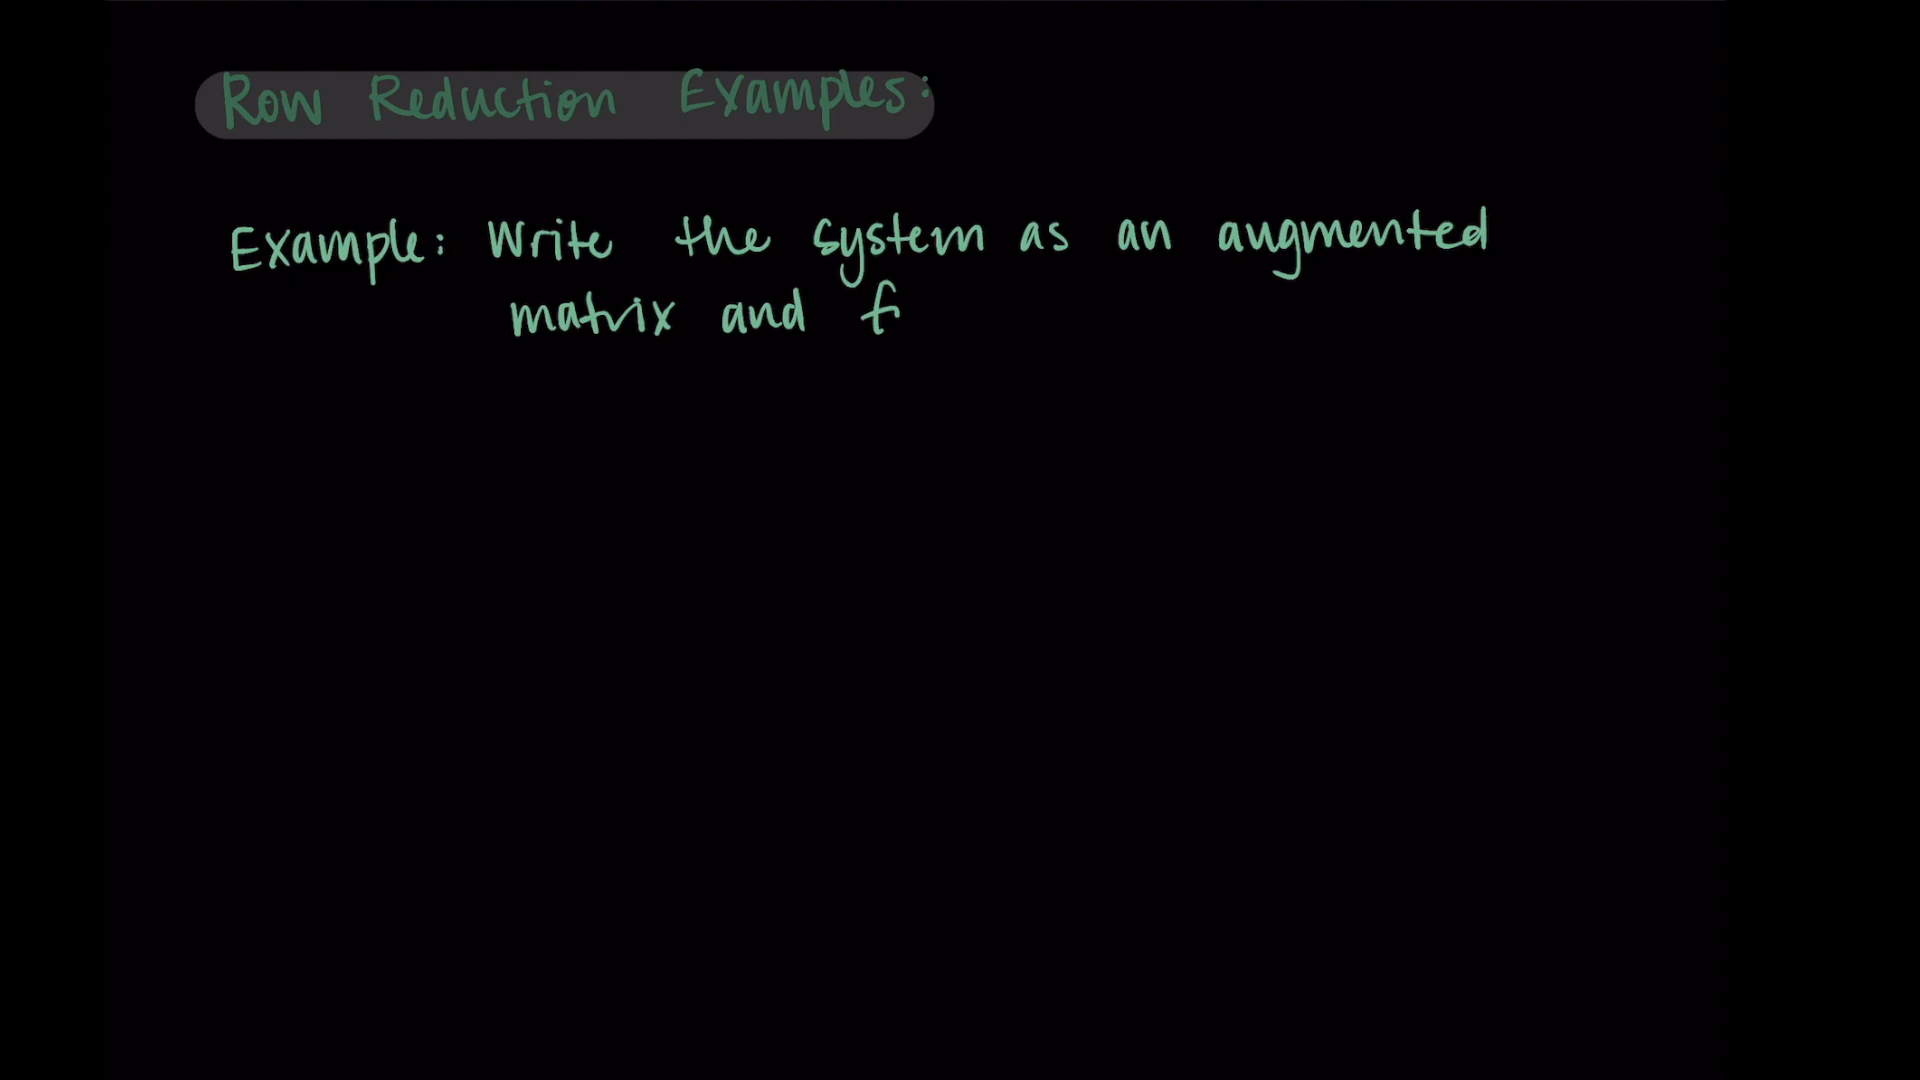 Row Reduction Examples:
Example: Write the system as an augmented
matrix and f